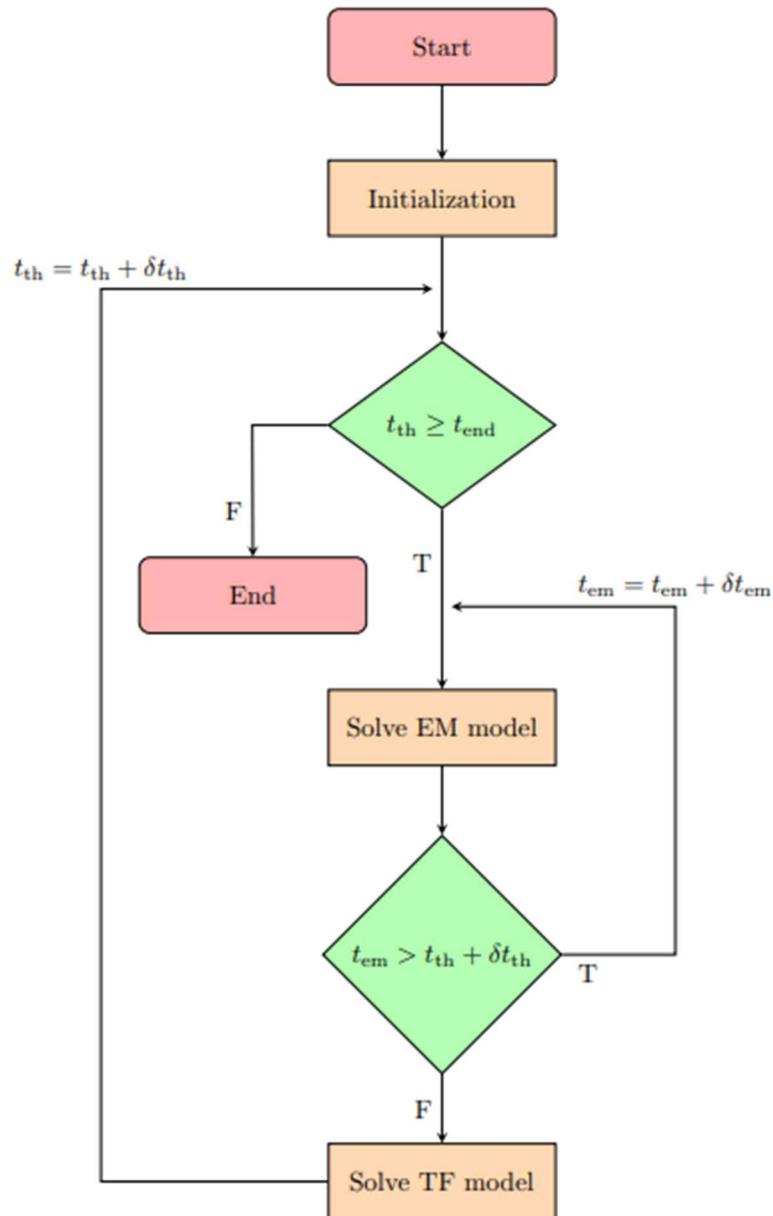 Start
Initialization
t_th = t_th + δt_th
t_th ≥ t_end
F
T
End
t_em = t_em + δt_em
Solve EM model
t_em > t_th + δt_th
T
F
Solve TF model